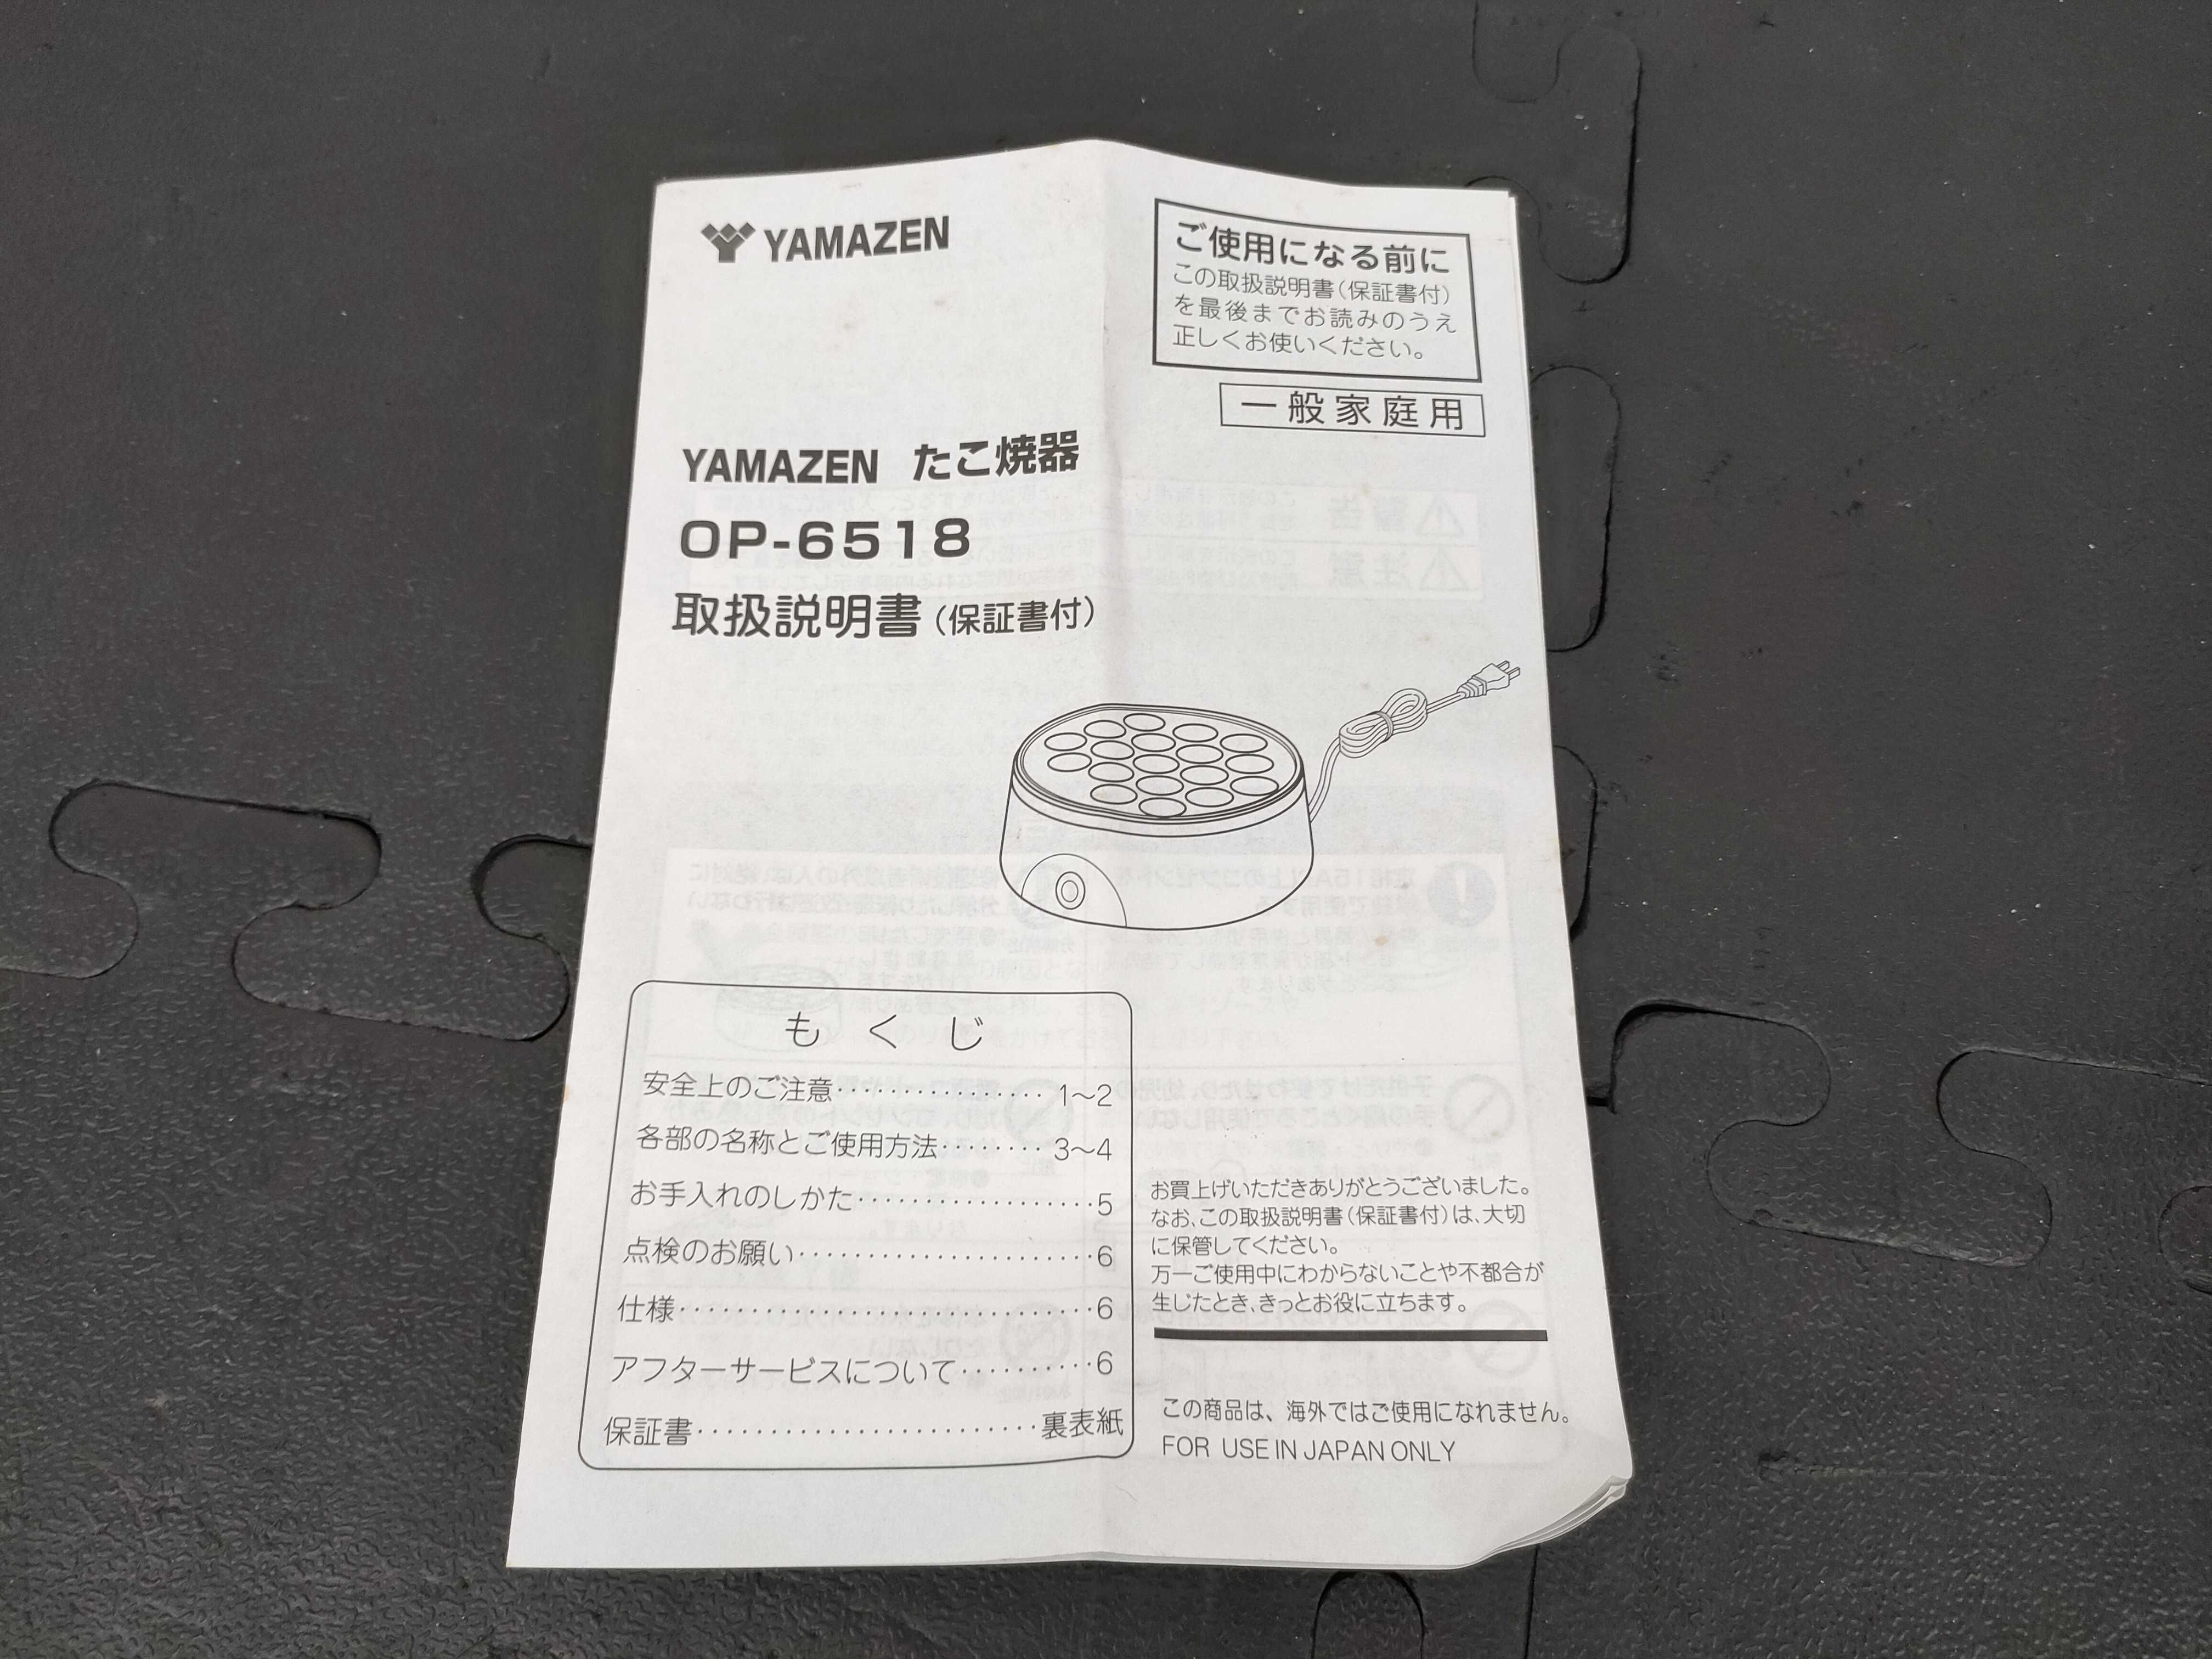 YAMAZEN
ご使用になる前に
この取扱説明書(保証書付)
を最後までお読みのうえ
正しくお使いください。
一般家庭用
YAMAZEN たこ焼器
OP-6518
取扱説明書(保証書付)
もくじ
安全上のご注意‥‥‥‥‥‥‥1～2
各部の名称とご使用方法‥‥‥‥3～4
お手入れのしかた‥‥‥‥‥‥‥‥5
点検のお願い‥‥‥‥‥‥‥‥‥‥6
仕様‥‥‥‥‥‥‥‥‥‥‥‥‥‥6
アフターサービスについて‥‥‥‥‥6
保証書‥‥‥‥‥‥‥‥‥‥‥‥裏表紙
お買上げいただきありがとうございました。
なお、この取扱説明書(保証書付)は、大切
に保管してください。
万一ご使用中にわからないことや不都合が
生じたとき、きっとお役に立ちます。
この商品は、海外ではご使用になれません。
FOR USE IN JAPAN ONLY